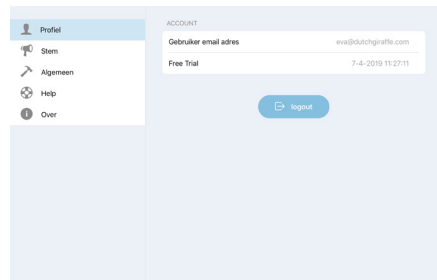 Profiel
Stem
Algemeen
Help
Over
ACCOUNT
Gebruiker email adres eva@dutchgiraffe.com
Free Trial 7-4-2019 11:27:11
logout